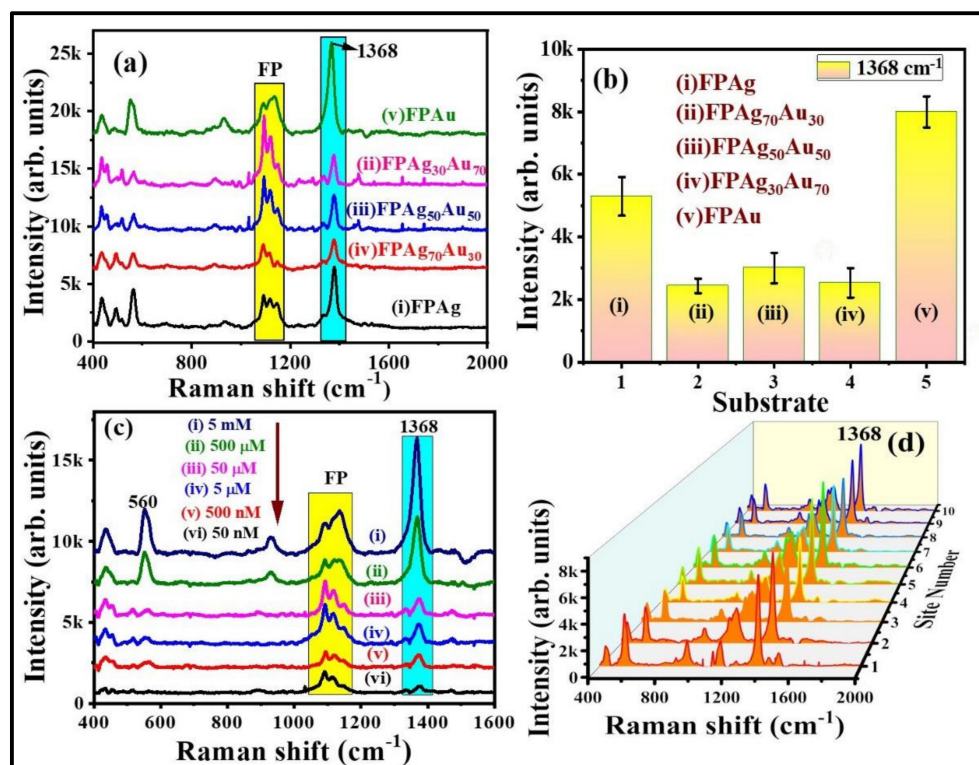 (a)
FP
1368
(v)FPAu
(ii)FPAg30Au70
(iii)FPAg50Au50
(iv)FPAg70Au30
(i)FPAg
25k
20k
15k
10k
5k
0
400 800 1200 1600 2000
Intensity (arb. units)
Raman shift (cm-1)
(b)
1368 cm-1
(i)FPAg
(ii)FPAg70Au30
(iii)FPAg50Au50
(iv)FPAg30Au70
(v)FPAu
10k
8k
6k
4k
2k
0
(i) (ii) (iii) (iv) (v)
1 2 3 4 5
Intensity (arb. units)
Substrate
(c)
(i) 5 mM
(ii) 500 µM
(iii) 50 µM
(iv) 5 µM
(v) 500 nM
(vi) 50 nM
560
FP
1368
(i)
(ii)
(iii)
(iv)
(v)
(vi)
15k
10k
5k
0
400 600 800 1000 1200 1400 1600
Intensity (arb. units)
Raman shift (cm-1)
(d)
1368
8k
6k
4k
2k
0
400 800 1200 1600 2000
Intensity (arb. units)
Raman shift (cm-1)
10
9
7
5
4
3
2
1
Site Number